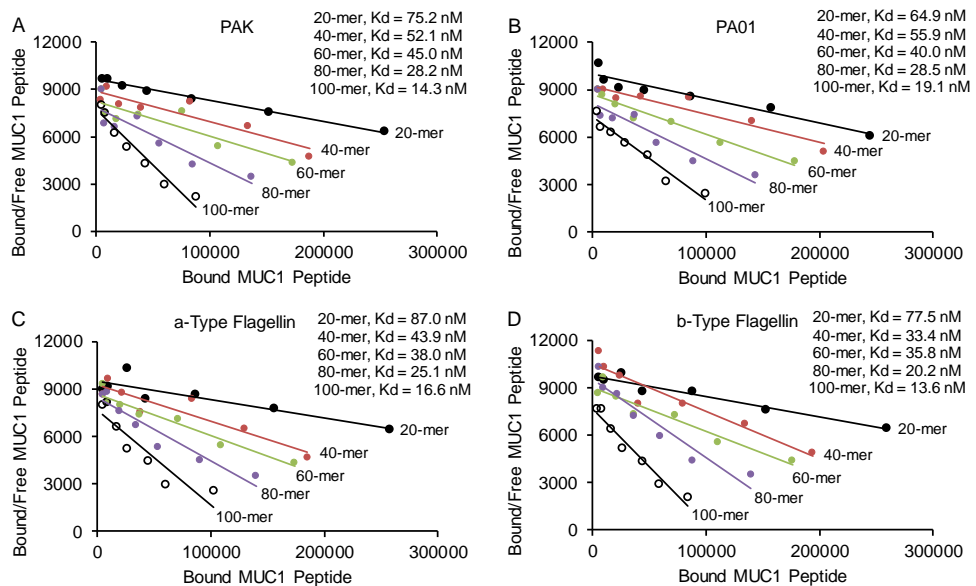 A
PAK
20-mer, Kd = 75.2 nM
40-mer, Kd = 52.1 nM
60-mer, Kd = 45.0 nM
80-mer, Kd = 28.2 nM
100-mer, Kd = 14.3 nM
Bound/Free MUC1 Peptide
12000
9000
6000
3000
0
20-mer
40-mer
60-mer
80-mer
100-mer
0
100000
200000
300000
Bound MUC1 Peptide
B
PA01
20-mer, Kd = 64.9 nM
40-mer, Kd = 55.9 nM
60-mer, Kd = 40.0 nM
80-mer, Kd = 28.5 nM
100-mer, Kd = 19.1 nM
Bound/Free MUC1 Peptide
12000
9000
6000
3000
0
20-mer
40-mer
60-mer
80-mer
100-mer
0
100000
200000
300000
Bound MUC1 Peptide
C
a-Type Flagellin
20-mer, Kd = 87.0 nM
40-mer, Kd = 43.9 nM
60-mer, Kd = 38.0 nM
80-mer, Kd = 25.1 nM
100-mer, Kd = 16.6 nM
Bound/Free MUC1 Peptide
12000
9000
6000
3000
0
20-mer
40-mer
60-mer
80-mer
100-mer
0
100000
200000
300000
Bound MUC1 Peptide
D
b-Type Flagellin
20-mer, Kd = 77.5 nM
40-mer, Kd = 33.4 nM
60-mer, Kd = 35.8 nM
80-mer, Kd = 20.2 nM
100-mer, Kd = 13.6 nM
Bound/Free MUC1 Peptide
12000
9000
6000
3000
0
20-mer
40-mer
60-mer
80-mer
100-mer
0
100000
200000
300000
Bound MUC1 Peptide